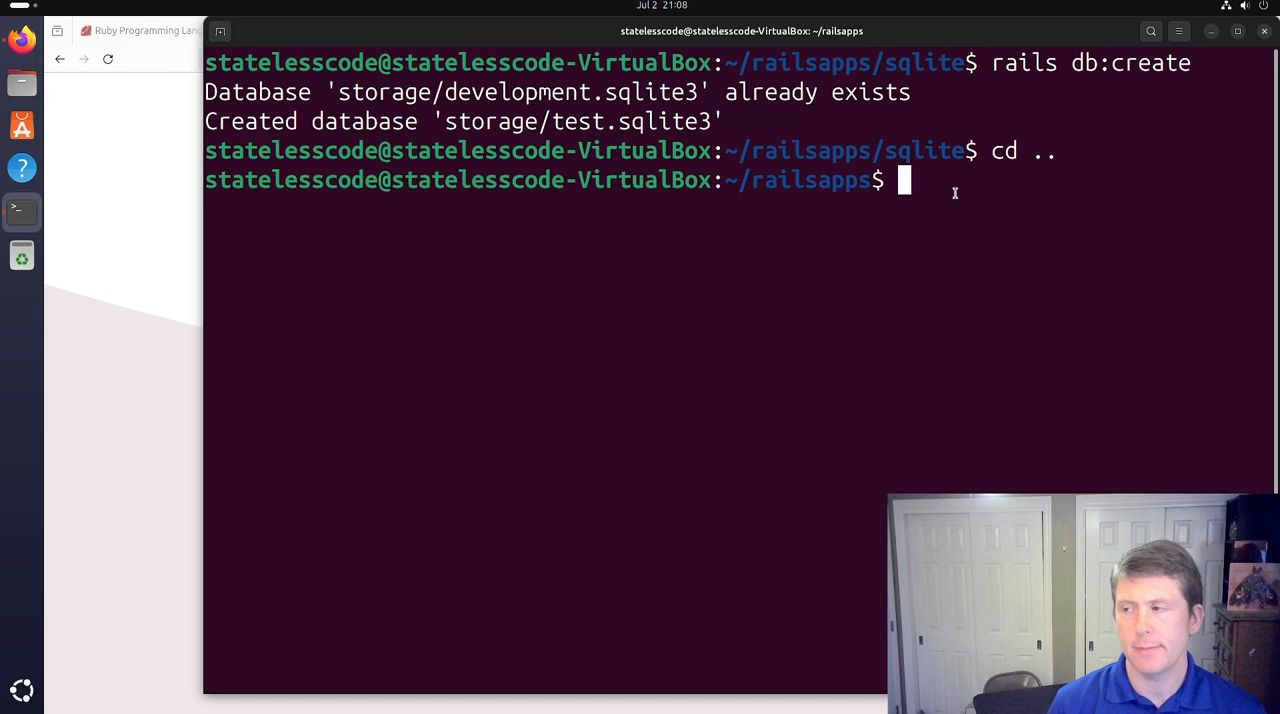 Jul 2 21:08
Ruby Programming Lan
statelesscode@statelesscode-VirtualBox: ~/railsapps
statelesscode@statelesscode-VirtualBox:~/railsapps/sqlite$ rails db:create
Database 'storage/development.sqlite3' already exists
Created database 'storage/test.sqlite3'
statelesscode@statelesscode-VirtualBox:~/railsapps/sqlite$ cd ..
statelesscode@statelesscode-VirtualBox:~/railsapps$